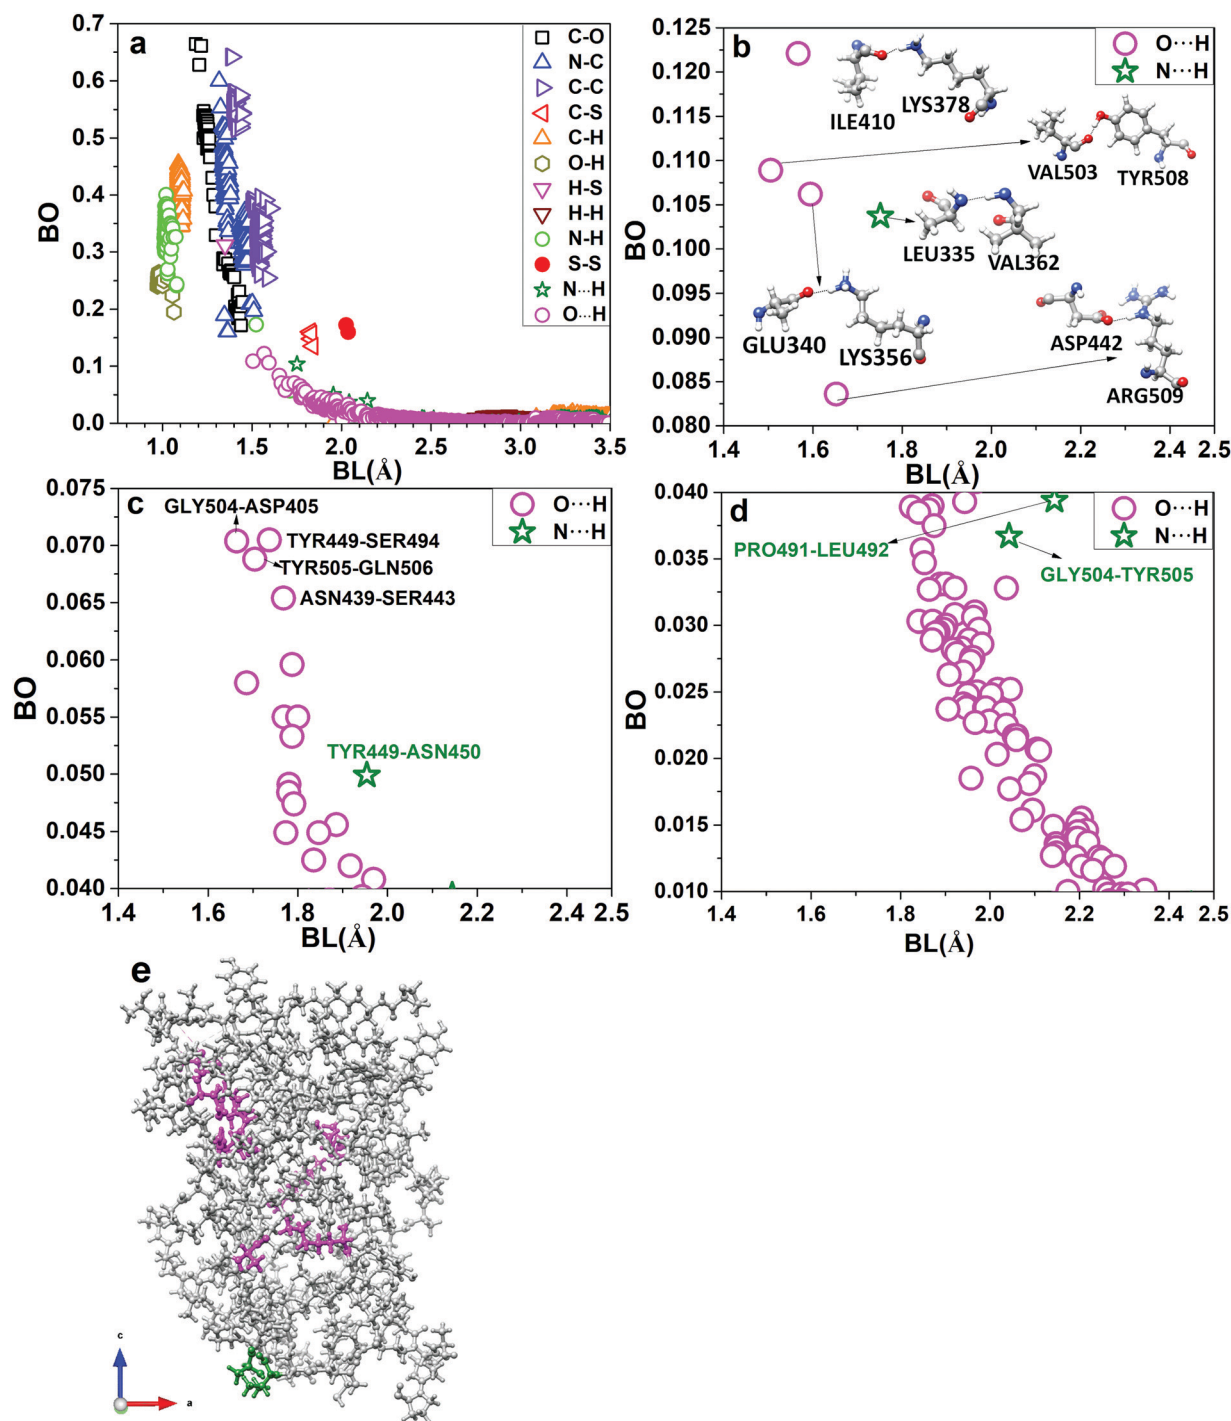 a
0.7
0.6
0.5
0.4
0.3
0.2
0.1
0.0
BO
1.0
1.5
2.0
2.5
3.0
3.5
BL(Å)
C-O
N-C
C-C
C-S
C-H
O-H
H-S
H-H
N-H
S-S
N···H
O···H
b
0.125
0.120
0.115
0.110
0.105
0.100
0.095
0.090
0.085
0.080
BO
O···H
N···H
ILE410
LYS378
VAL503
TYR508
LEU335
VAL362
GLU340
LYS356
ASP442
ARG509
1.4
1.6
1.8
2.0
2.2
2.4
2.5
BL(Å)
c
0.075
0.070
0.065
0.060
0.055
0.050
0.045
0.040
BO
O···H
N···H
GLY504-ASP405
TYR449-SER494
TYR505-GLN506
ASN439-SER443
TYR449-ASN450
1.4
1.6
1.8
2.0
2.2
2.5
BL(Å)
d
0.040
0.035
0.030
0.025
0.020
0.015
0.010
BO
O···H
N···H
PRO491-LEU492
GLY504-TYR505
1.4
1.6
1.8
2.0
2.2
2.4
2.5
BL(Å)
e
c
a